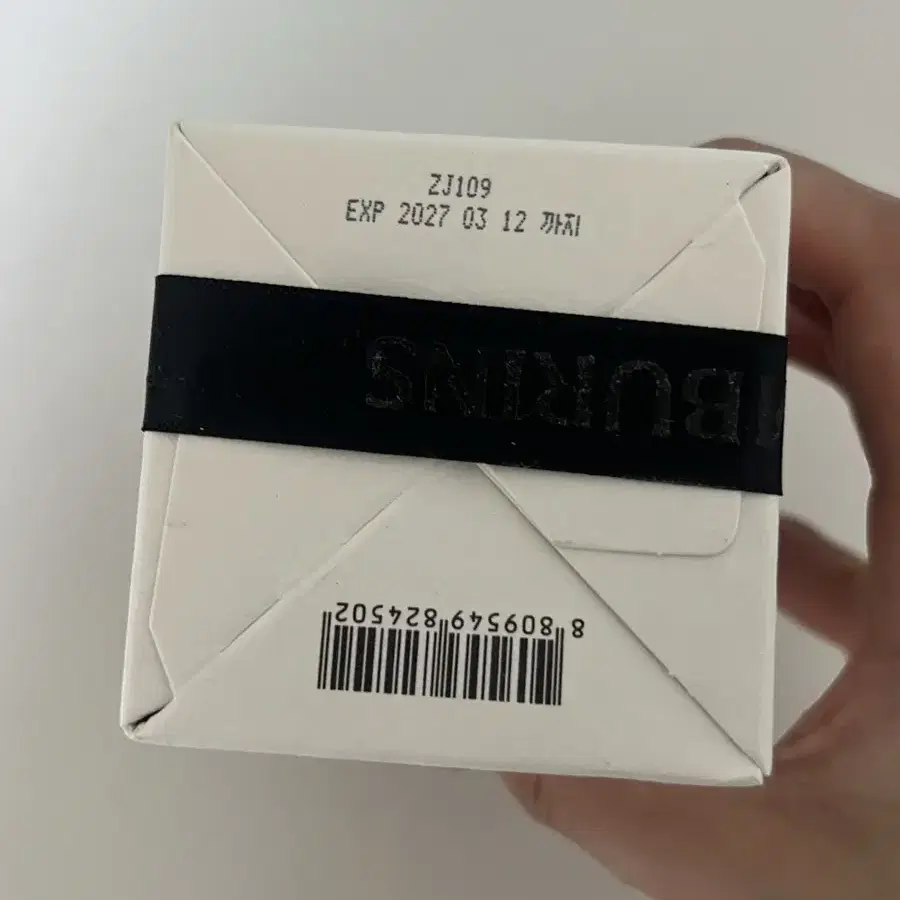 ZJ109
EXP 2027 03 12 까지
BURINS
8 809549 824502